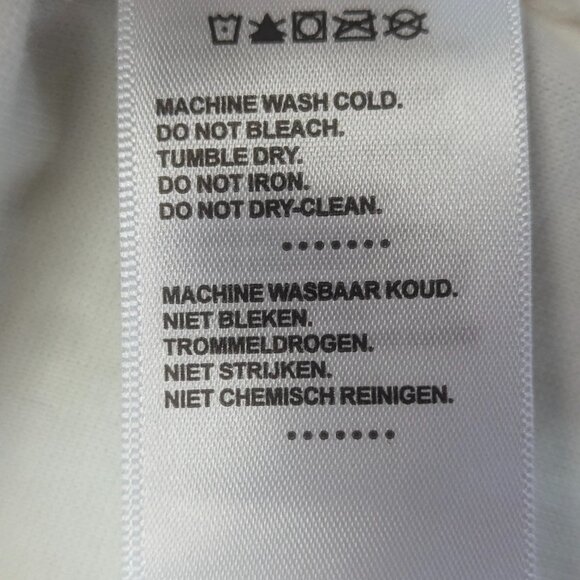 MACHINE WASH COLD.
DO NOT BLEACH.
TUMBLE DRY.
DO NOT IRON.
DO NOT DRY-CLEAN.
MACHINE WASBAAR KOUD.
NIET BLEKEN.
TROMMELDROGEN.
NIET STRIJKEN.
NIET CHEMISCH REINIGEN.